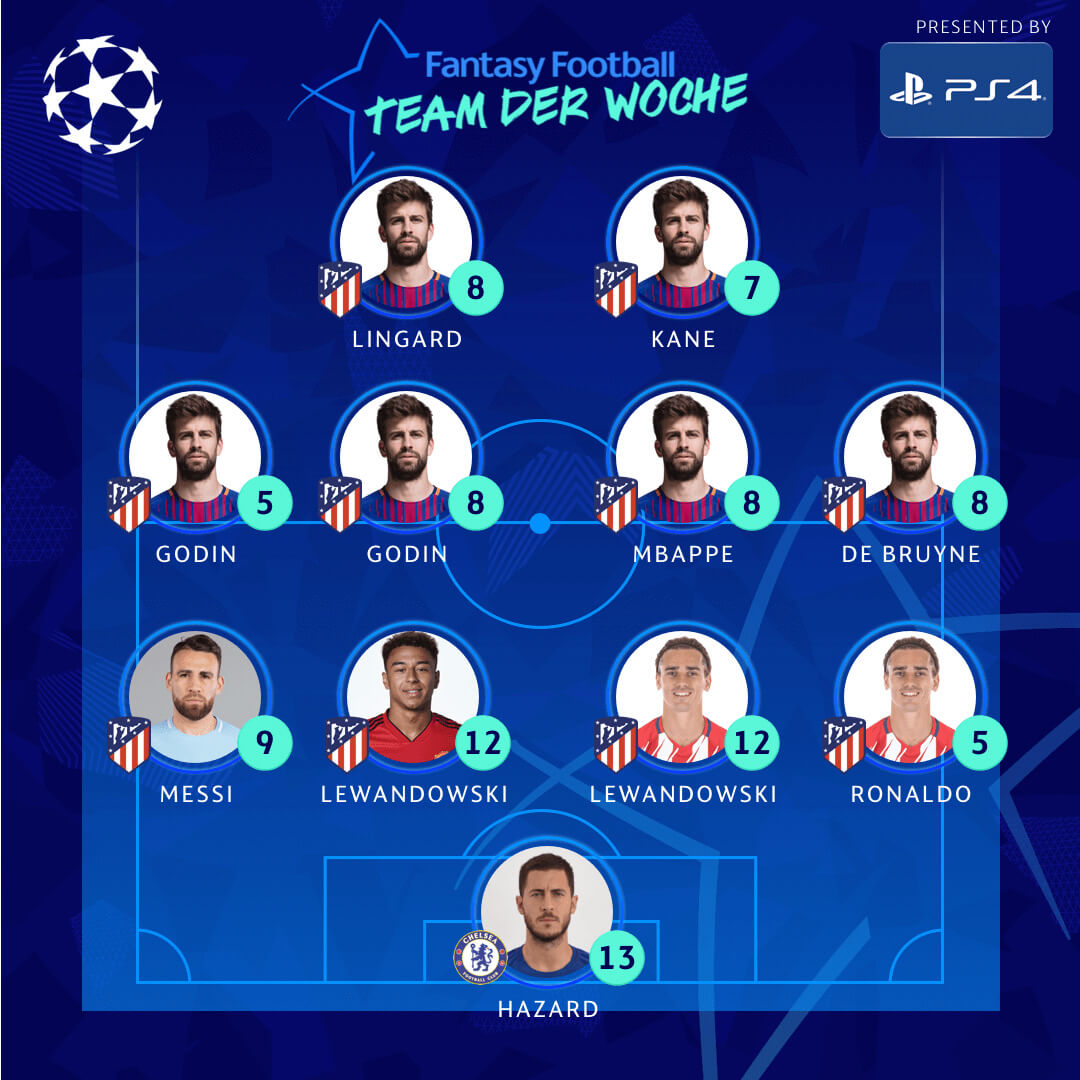 PRESENTED BY
PS4
Fantasy Football
TEAM DER WOCHE
8
7
LINGARD
KANE
5
8
8
8
GODIN
GODIN
MBAPPE
DE BRUYNE
9
12
12
5
MESSI
LEWANDOWSKI
LEWANDOWSKI
RONALDO
CHELSEA
FOOTBALL CLUB
13
HAZARD